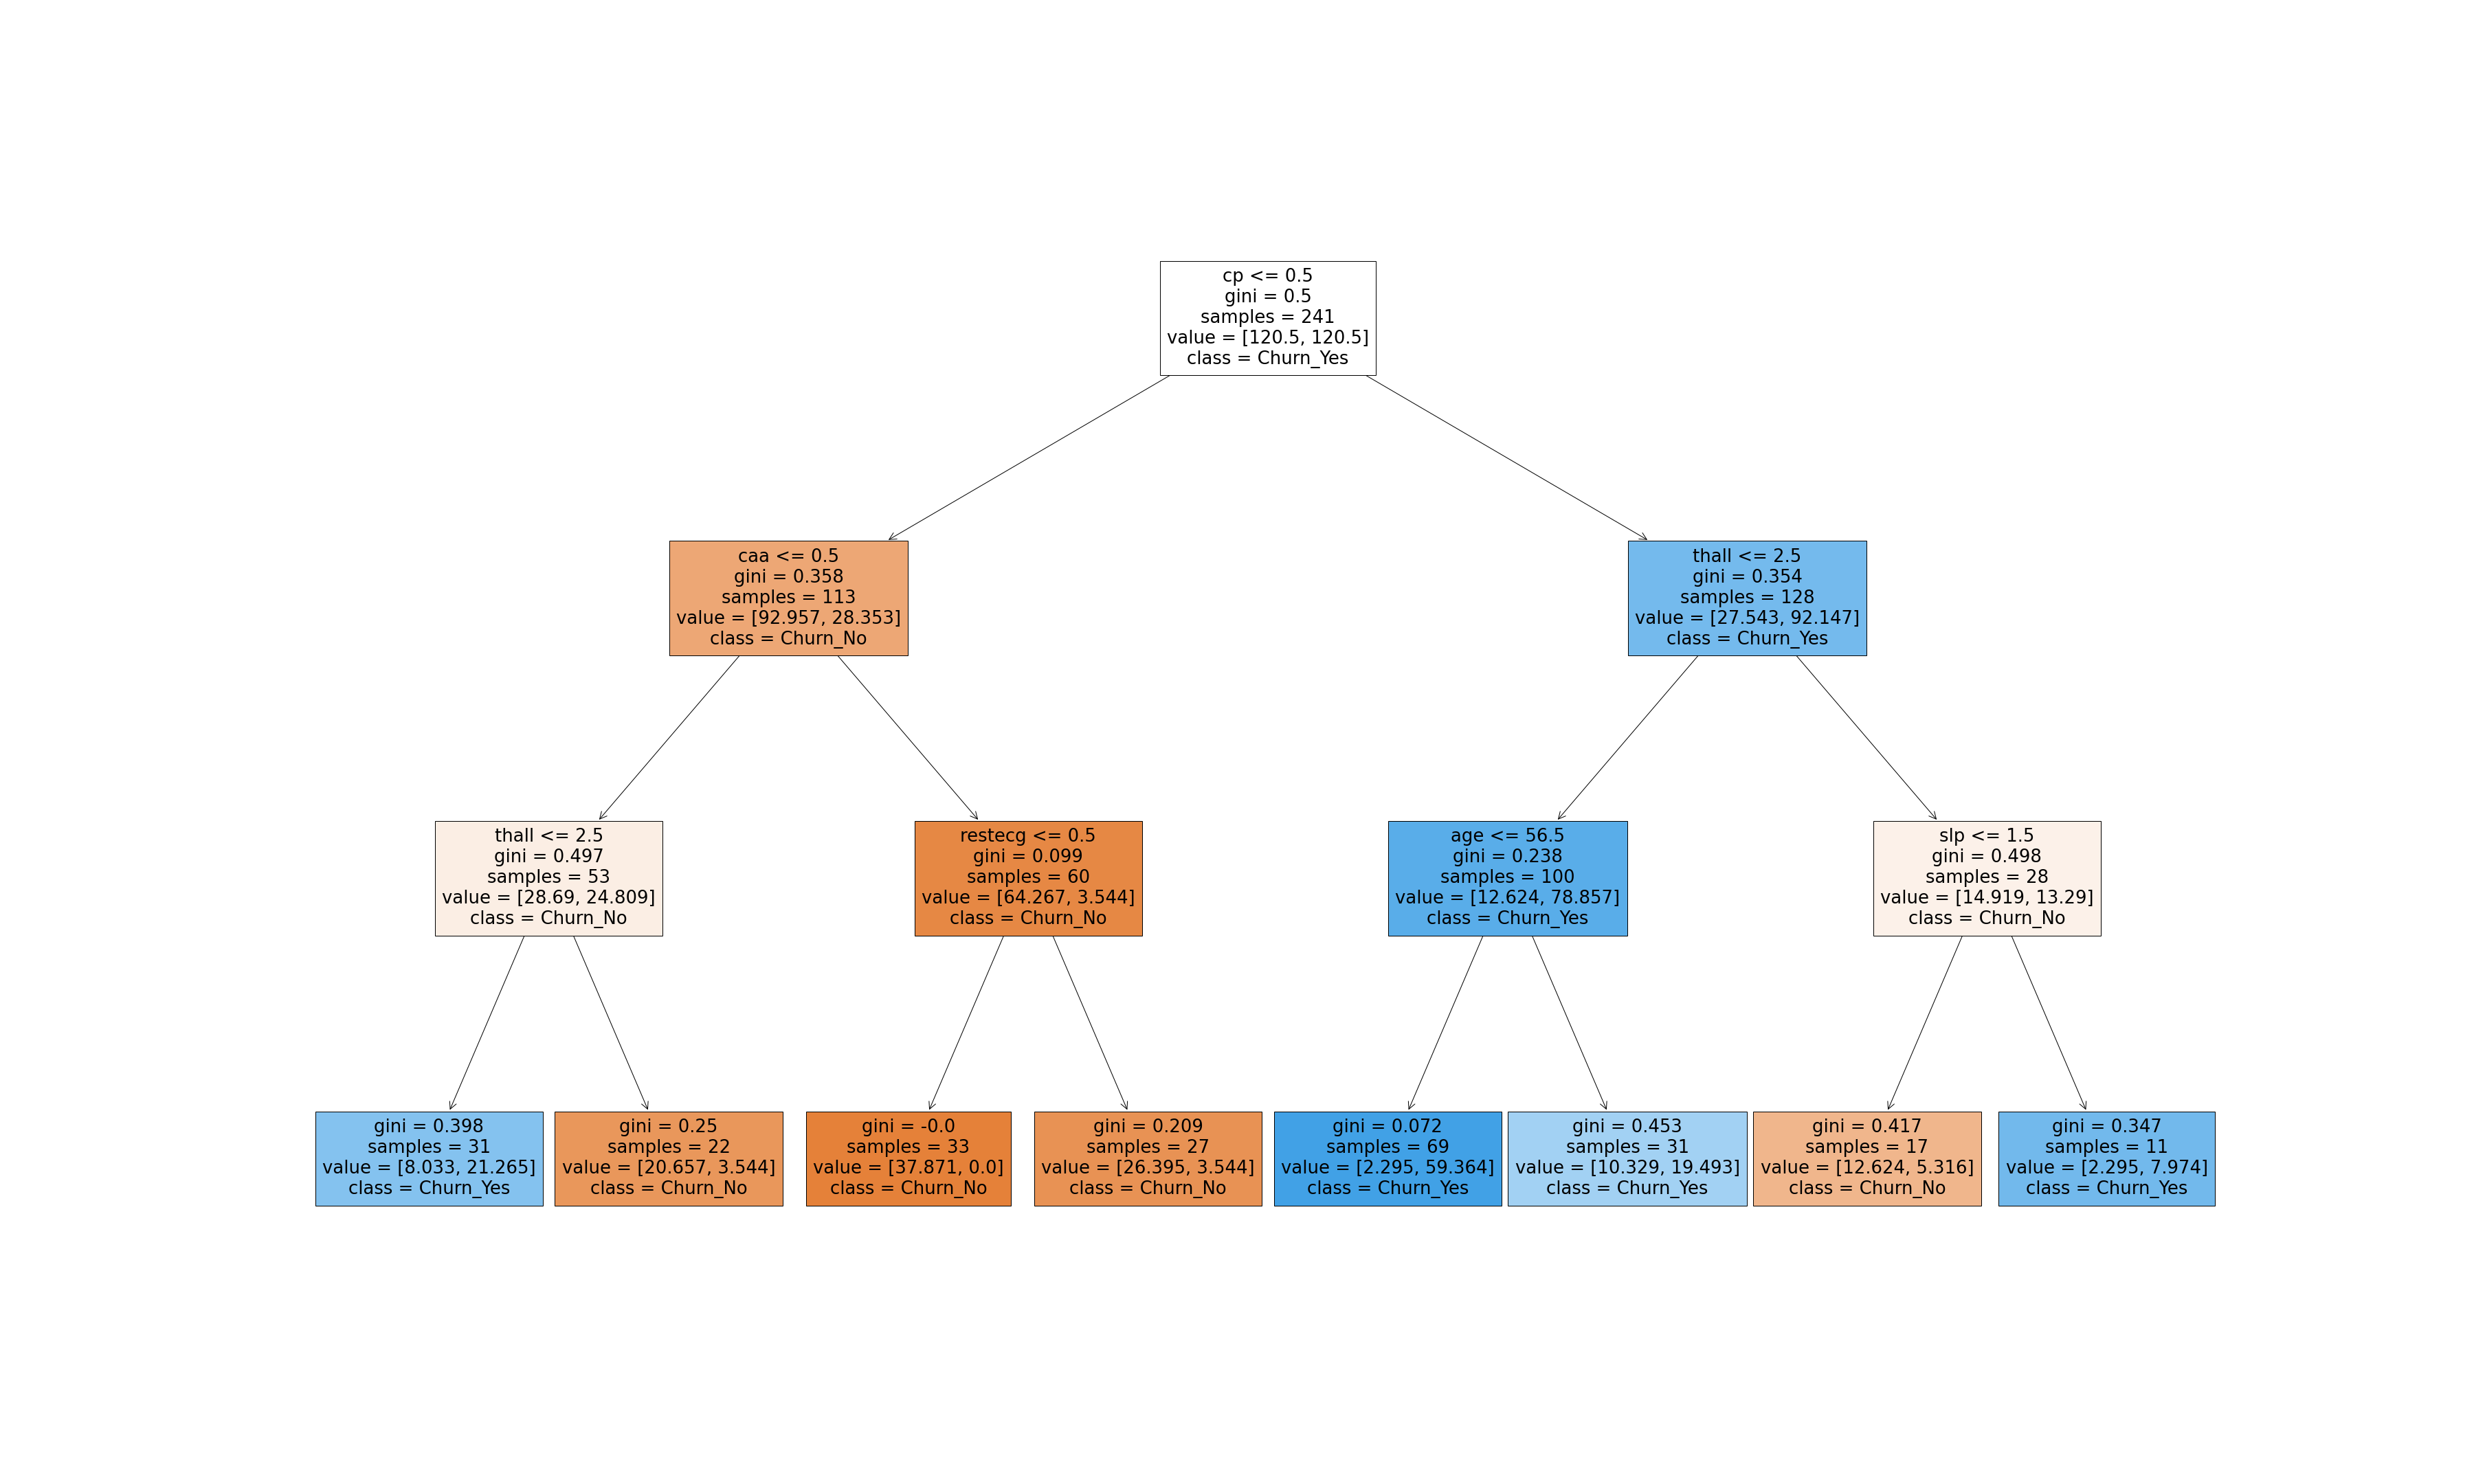 cp <= 0.5
gini = 0.5
samples = 241
value = [120.5, 120.5]
class = Churn_Yes
caa <= 0.5
gini = 0.358
samples = 113
value = [92.957, 28.353]
class = Churn_No
thall <= 2.5
gini = 0.354
samples = 128
value = [27.543, 92.147]
class = Churn_Yes
thall <= 2.5
gini = 0.497
samples = 53
value = [28.69, 24.809]
class = Churn_No
restecg <= 0.5
gini = 0.099
samples = 60
value = [64.267, 3.544]
class = Churn_No
age <= 56.5
gini = 0.238
samples = 100
value = [12.624, 78.857]
class = Churn_Yes
slp <= 1.5
gini = 0.498
samples = 28
value = [14.919, 13.29]
class = Churn_No
gini = 0.398
samples = 31
value = [8.033, 21.265]
class = Churn_Yes
gini = 0.25
samples = 22
value = [20.657, 3.544]
class = Churn_No
gini = -0.0
samples = 33
value = [37.871, 0.0]
class = Churn_No
gini = 0.209
samples = 27
value = [26.395, 3.544]
class = Churn_No
gini = 0.072
samples = 69
value = [2.295, 59.364]
class = Churn_Yes
gini = 0.453
samples = 31
value = [10.329, 19.493]
class = Churn_Yes
gini = 0.417
samples = 17
value = [12.624, 5.316]
class = Churn_No
gini = 0.347
samples = 11
value = [2.295, 7.974]
class = Churn_Yes